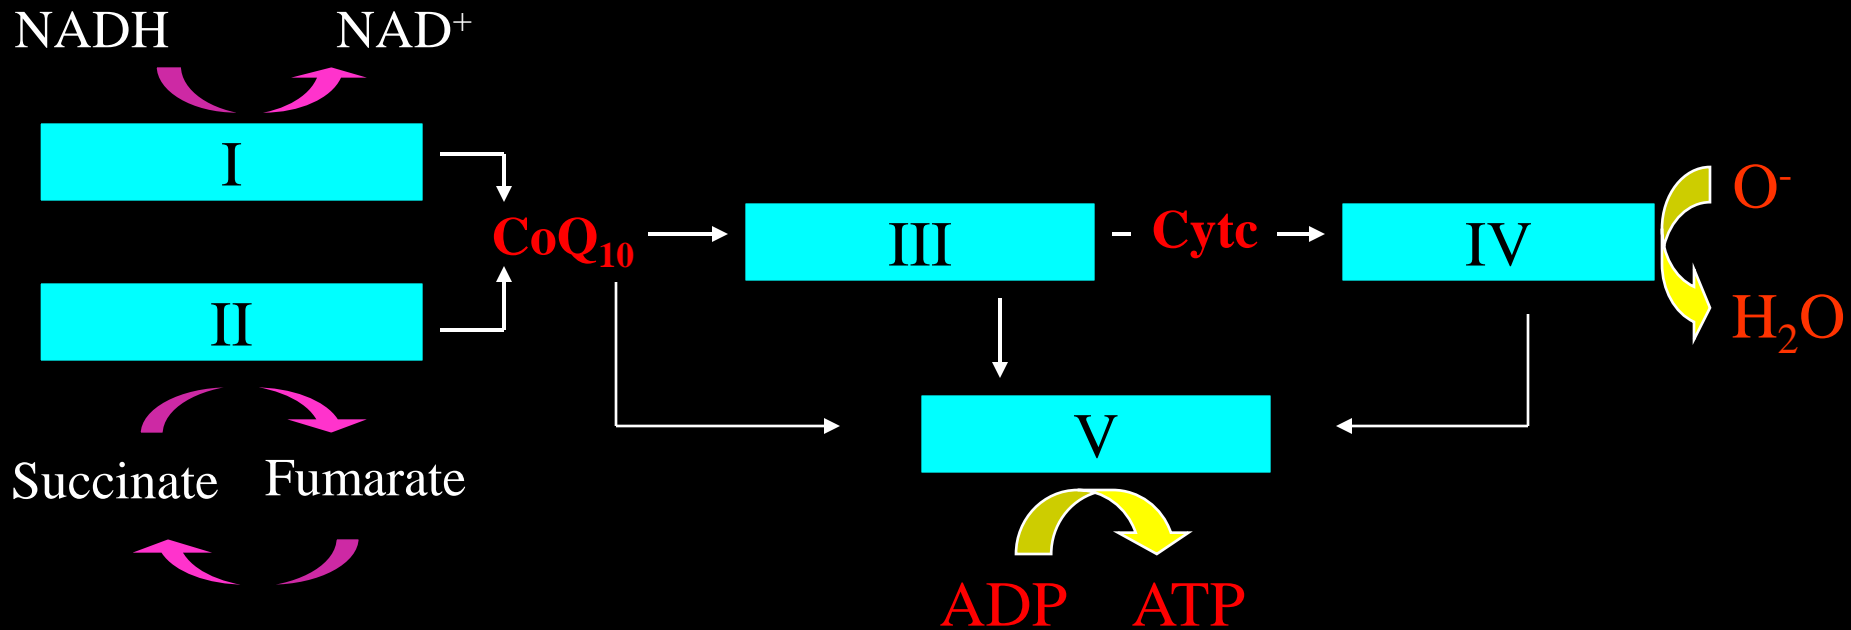 NADH
NAD⁺
I
II
CoQ₁₀
III
Cytc
IV
O⁻
H₂O
V
Succinate
Fumarate
ADP
ATP